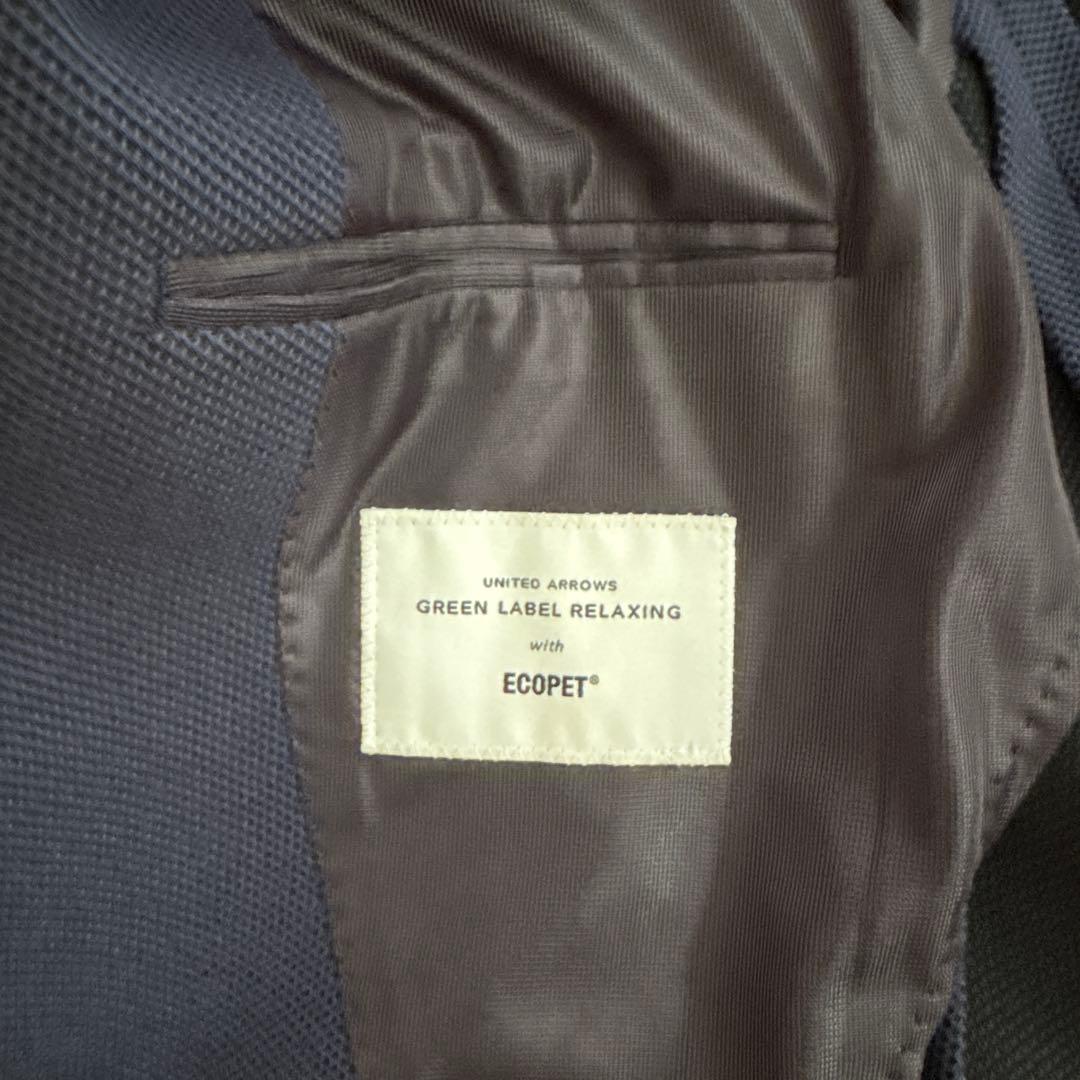 UNITED ARROWS
GREEN LABEL RELAXING
with
ECOPET®